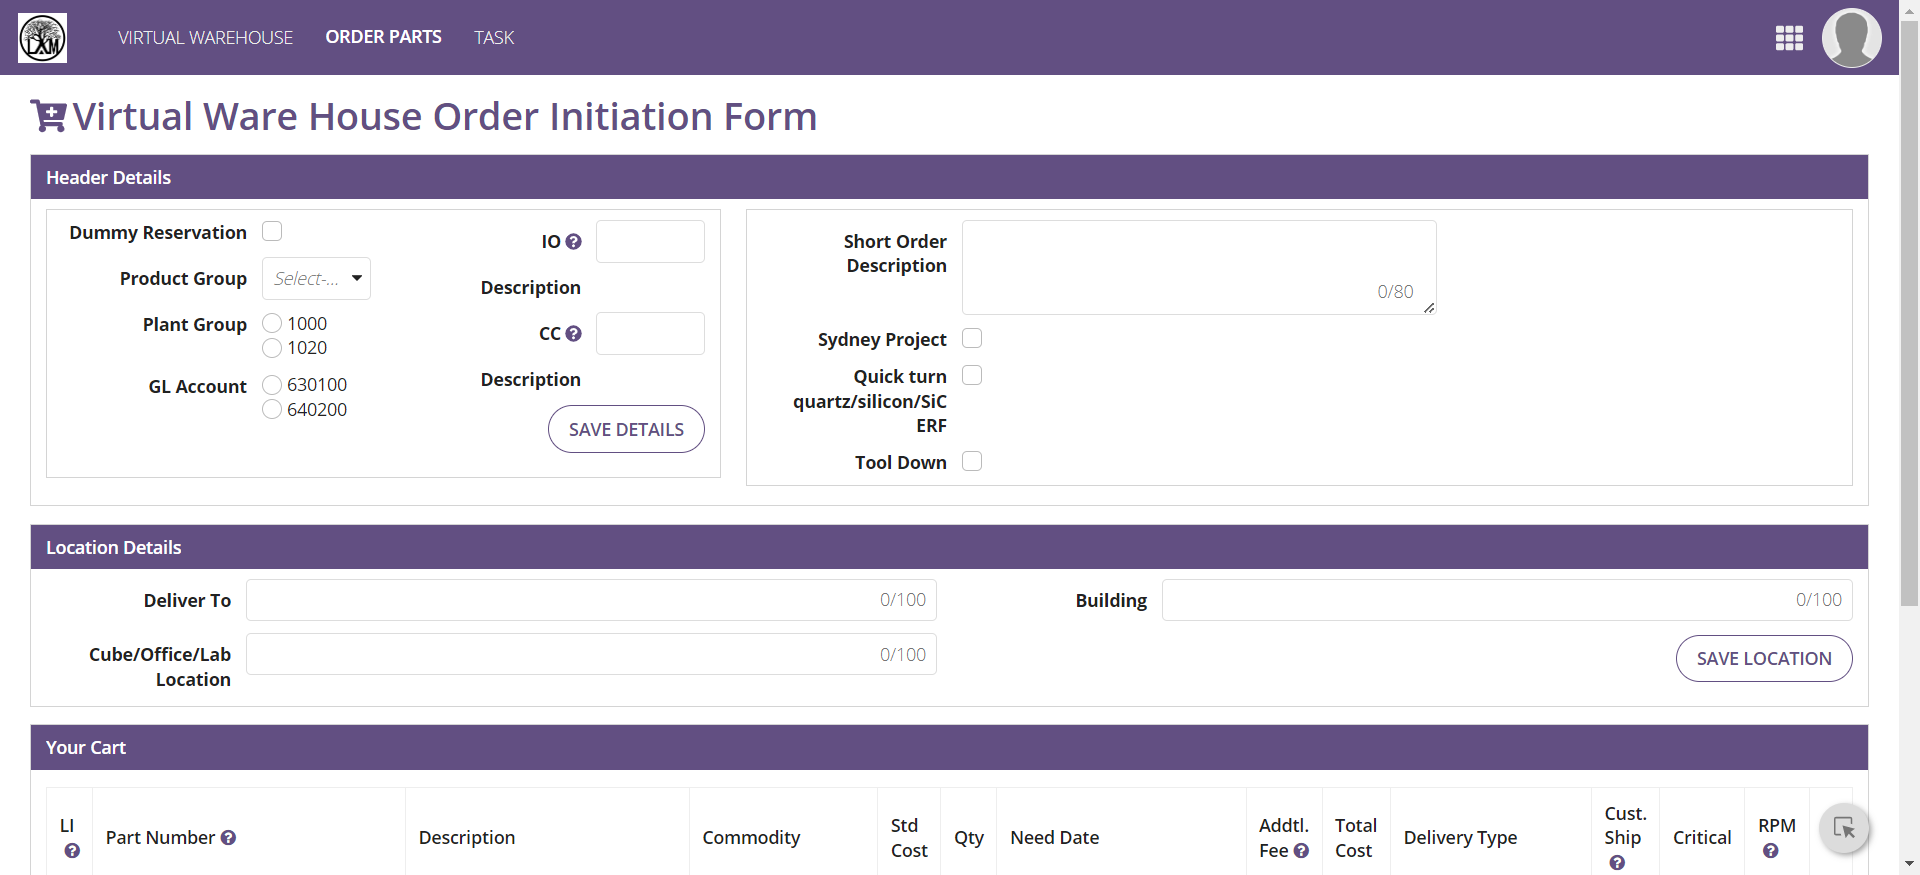 LXM
VIRTUAL WAREHOUSE
ORDER PARTS
TASK
Virtual Ware House Order Initiation Form
Header Details
Dummy Reservation
Product Group
Select-...
Plant Group
1000
1020
GL Account
630100
640200
IO
Description
CC
Description
SAVE DETAILS
Short Order
Description
0/80
Sydney Project
Quick turn
quartz/silicon/SiC
ERF
Tool Down
Location Details
Deliver To
0/100
Building
0/100
Cube/Office/Lab
Location
0/100
SAVE LOCATION
Your Cart
LI
Part Number
Description
Commodity
Std
Cost
Qty
Need Date
Addtl.
Fee
Total
Cost
Delivery Type
Cust.
Ship
Critical
RPM